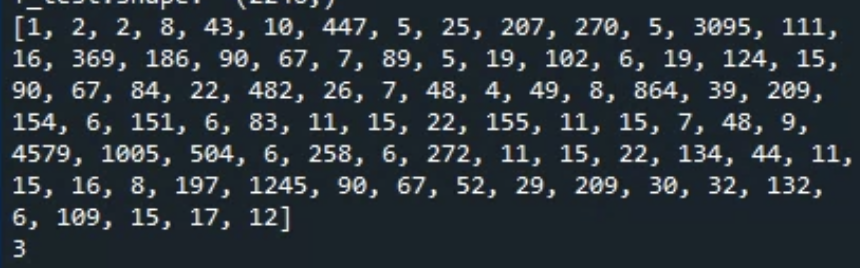 [1, 2, 2, 8, 43, 10, 447, 5, 25, 207, 270, 5, 3095, 111,
16, 369, 186, 90, 67, 7, 89, 5, 19, 102, 6, 19, 124, 15,
90, 67, 84, 22, 482, 26, 7, 48, 4, 49, 8, 864, 39, 209,
154, 6, 151, 6, 83, 11, 15, 22, 155, 11, 15, 7, 48, 9,
4579, 1005, 504, 6, 258, 6, 272, 11, 15, 22, 134, 44, 11,
15, 16, 8, 197, 1245, 90, 67, 52, 29, 209, 30, 32, 132,
6, 109, 15, 17, 12]
3